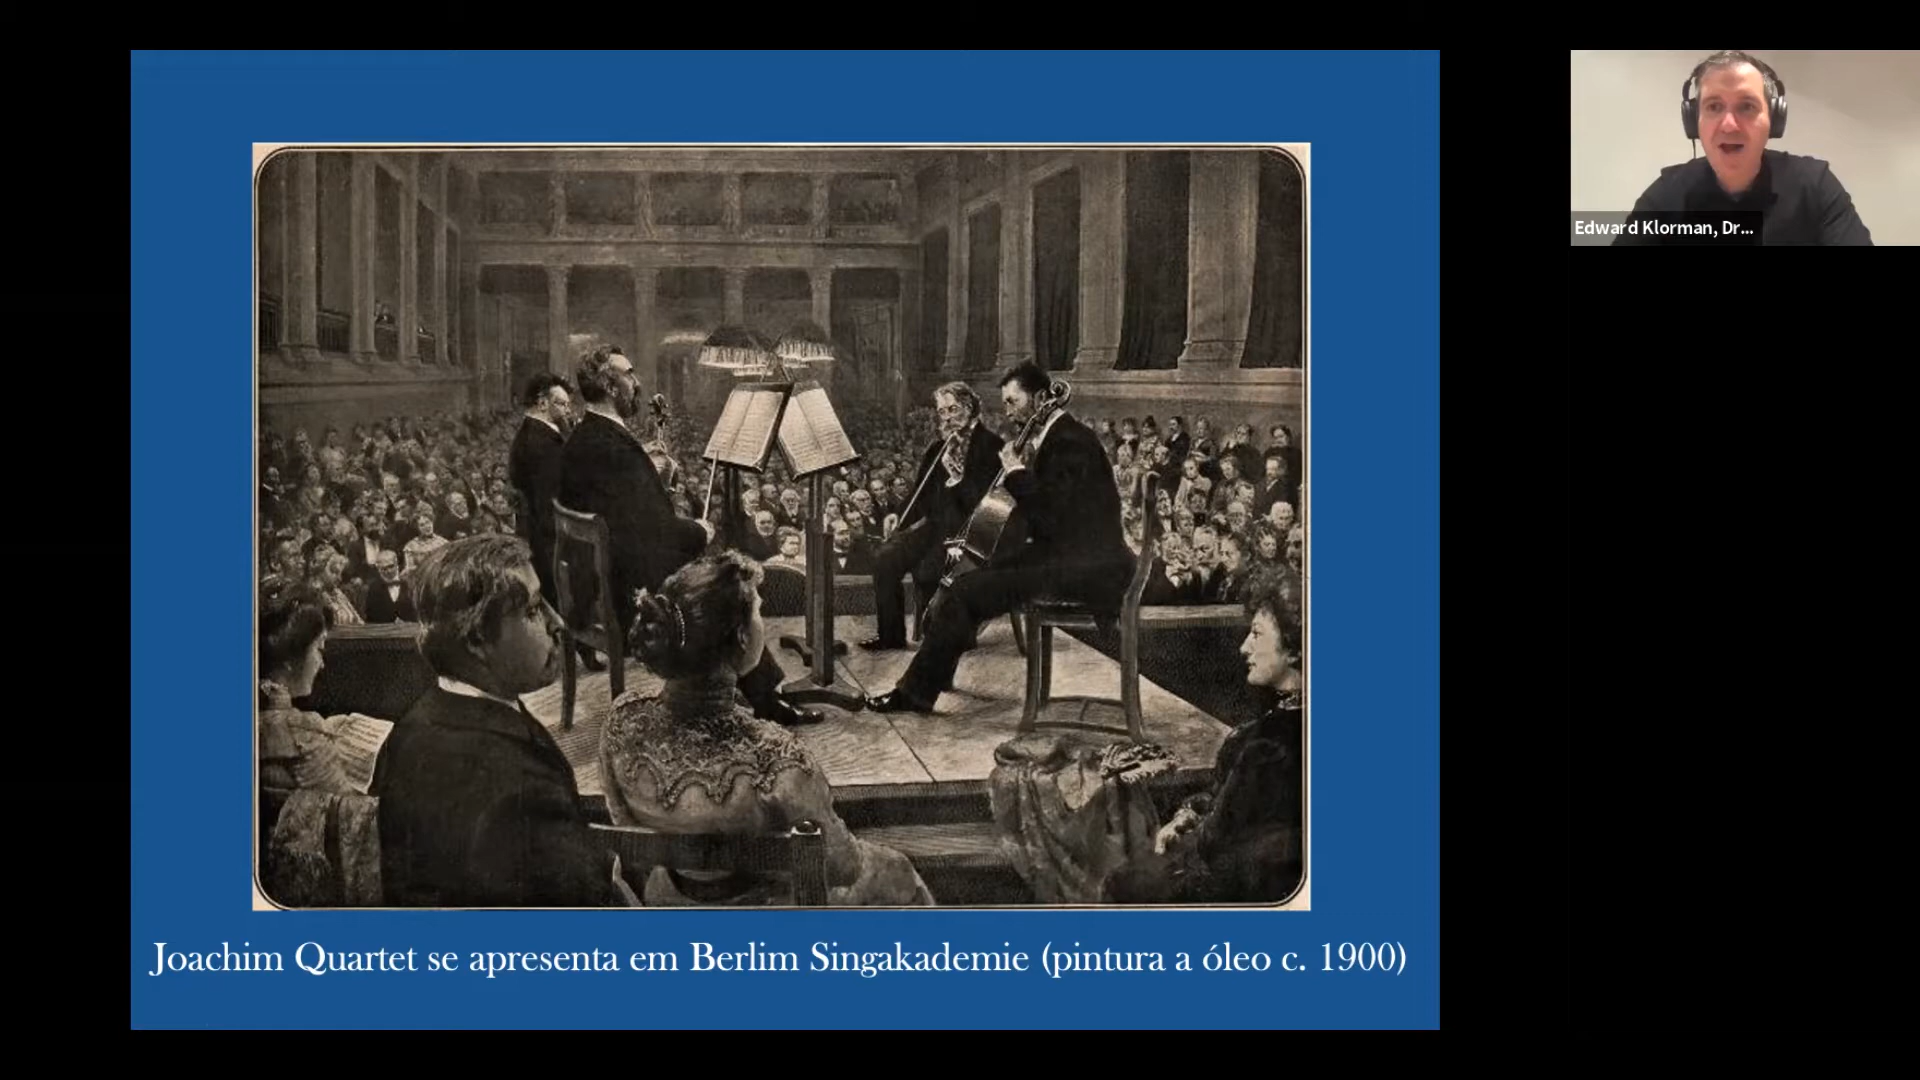 Edward Klorman, Dr...
Joachim Quartet se apresenta em Berlim Singakademie (pintura a óleo c. 1900)